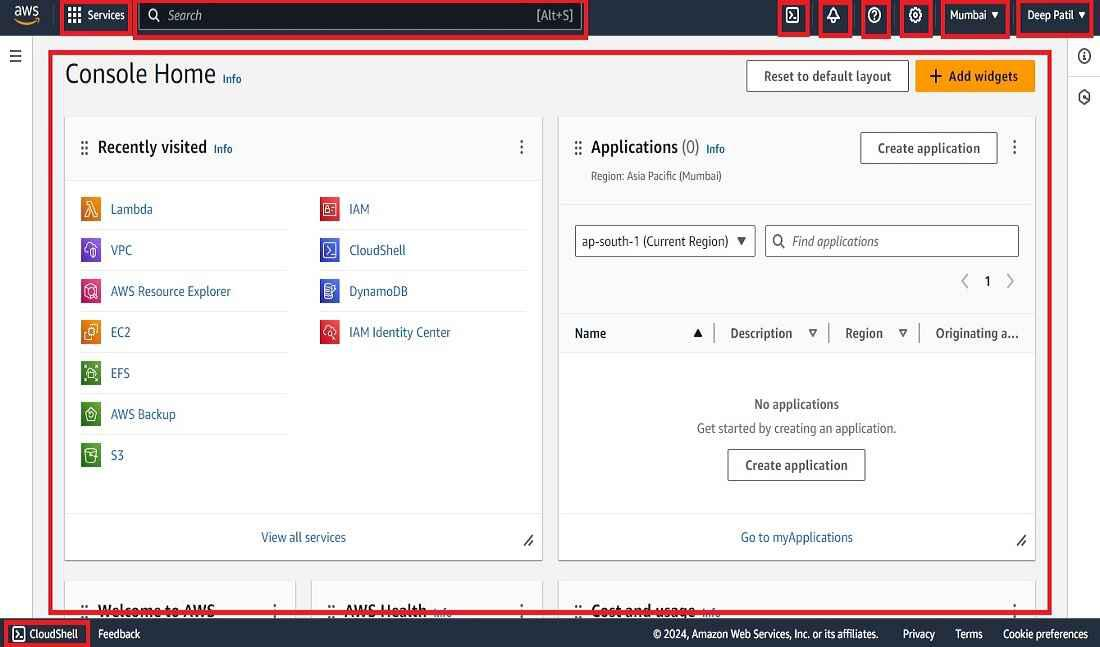 aws Services Search [Alt+S] Mumbai ▼ Deep Patil ▼
Console Home Info
Reset to default layout
+ Add widgets
Recently visited Info
Lambda
VPC
AWS Resource Explorer
EC2
EFS
AWS Backup
S3
IAM
CloudShell
DynamoDB
IAM Identity Center
View all services
Applications (0) Info
Create application
Region: Asia Pacific (Mumbai)
ap-south-1 (Current Region) ▼
Find applications
1
Name Description Region Originating a...
No applications
Get started by creating an application.
Create application
Go to myApplications
Welcome to AWS
AWS Health Info
Cost and usage Info
CloudShell Feedback © 2024, Amazon Web Services, Inc. or its affiliates. Privacy Terms Cookie preferences